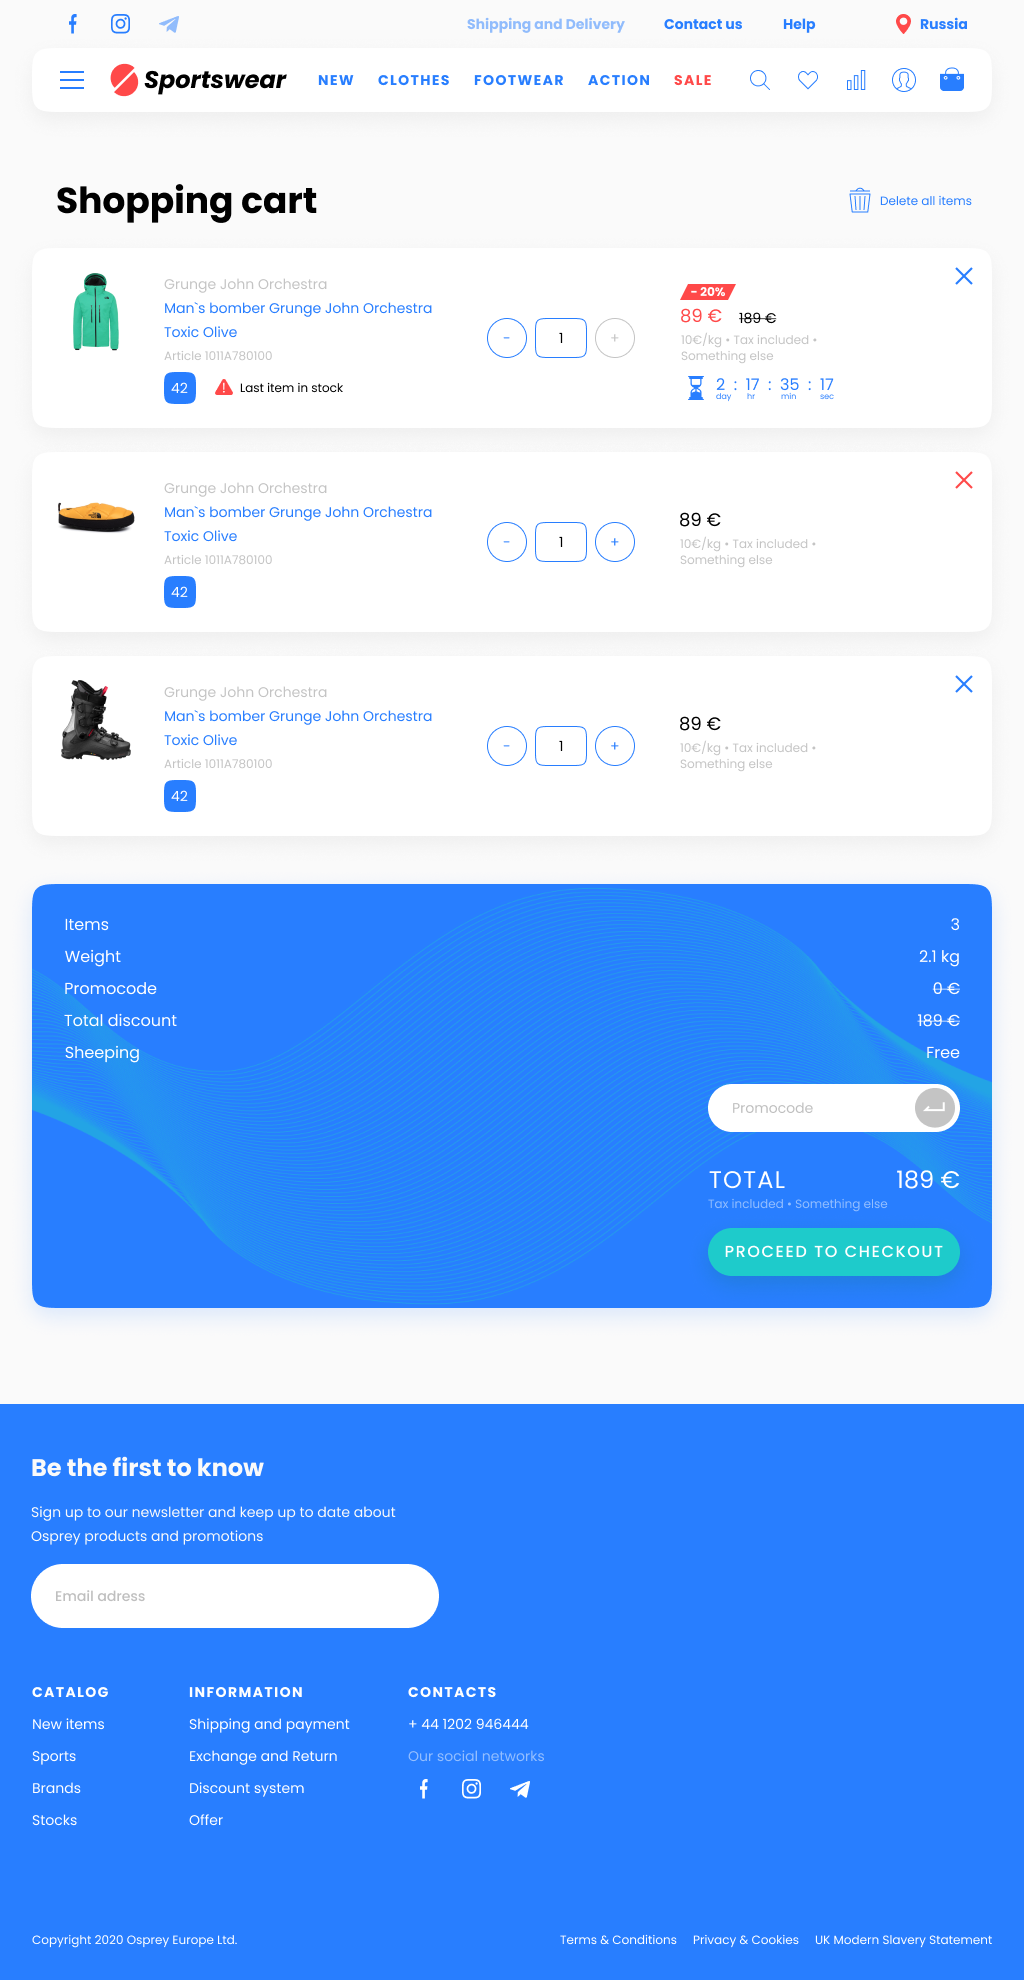 Shipping and Delivery Contact us Help Russia
Sportswear NEW CLOTHES FOOTWEAR ACTION SALE
Shopping cart
Delete all items
Grunge John Orchestra
Man`s bomber Grunge John Orchestra
Toxic Olive
Article 1011A780100
42 Last item in stock
- 1 +
- 20%
89 € 189 €
10€/kg • Tax included •
Something else
2 : 17 : 35 : 17
day hr min sec
Grunge John Orchestra
Man`s bomber Grunge John Orchestra
Toxic Olive
Article 1011A780100
42
- 1 +
89 €
10€/kg • Tax included •
Something else
Grunge John Orchestra
Man`s bomber Grunge John Orchestra
Toxic Olive
Article 1011A780100
42
- 1 +
89 €
10€/kg • Tax included •
Something else
Items 3
Weight 2.1 kg
Promocode 0 €
Total discount 189 €
Sheeping Free
Promocode
TOTAL 189 €
Tax included • Something else
PROCEED TO CHECKOUT
Be the first to know
Sign up to our newsletter and keep up to date about
Osprey products and promotions
Email adress
CATALOG
New items
Sports
Brands
Stocks
INFORMATION
Shipping and payment
Exchange and Return
Discount system
Offer
CONTACTS
+ 44 1202 946444
Our social networks
Copyright 2020 Osprey Europe Ltd.
Terms & Conditions Privacy & Cookies UK Modern Slavery Statement